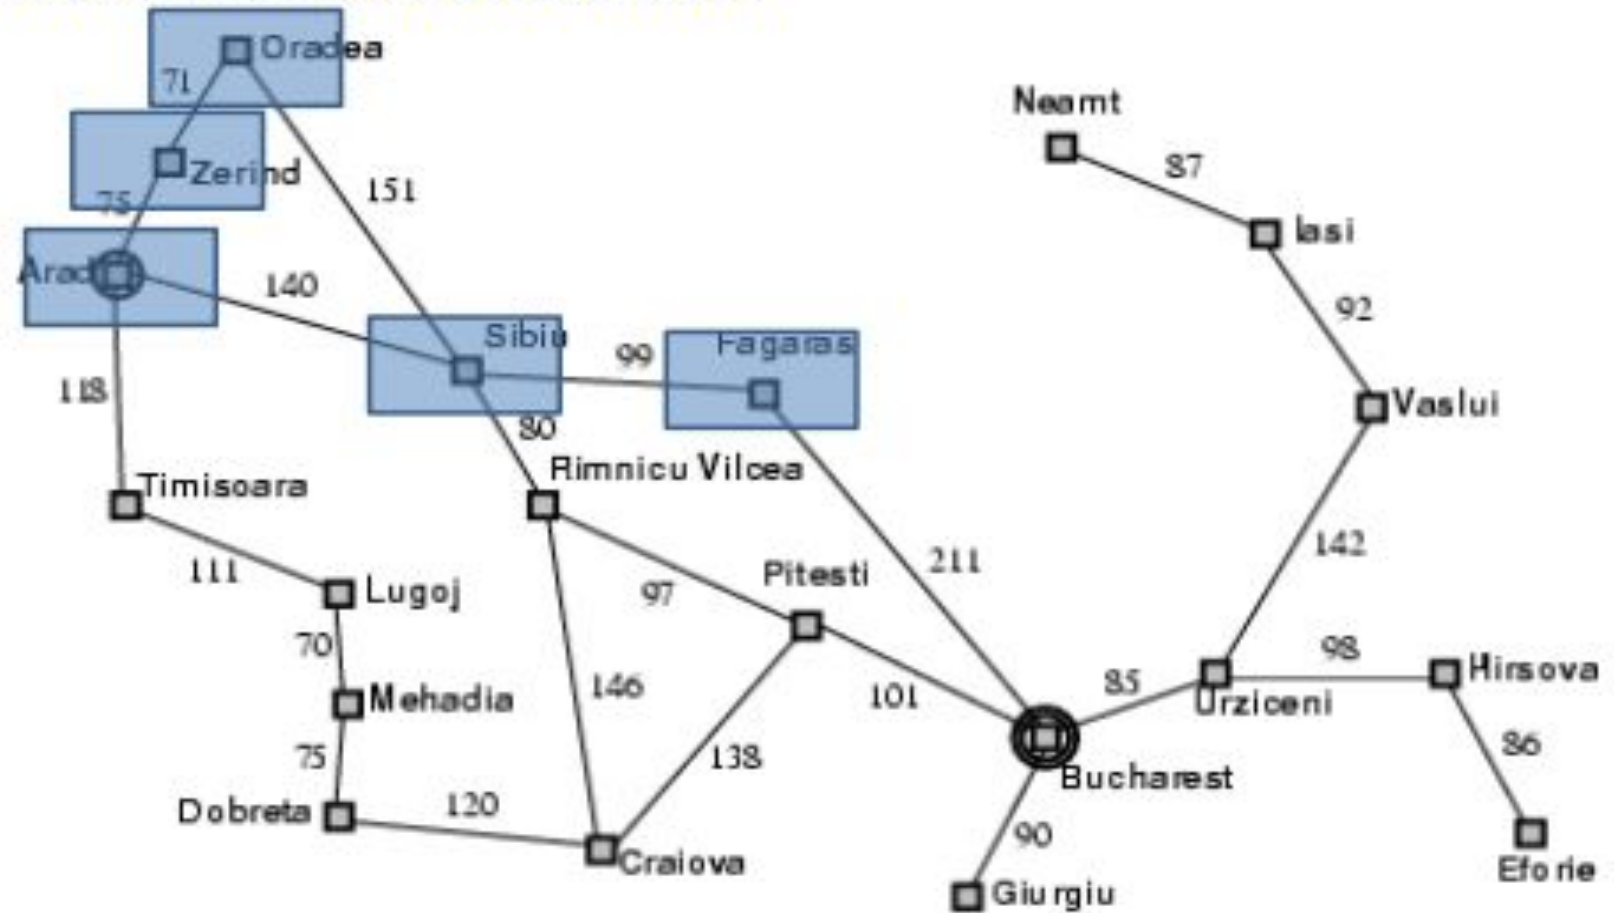 Oradea
71
Neamt
87
Zerind
151
75
Iasi
Arad
140
92
Sibiu
99
Fagaras
118
80
Vaslui
Timisoara
Rimnicu Vilcea
142
111
211
Lugoj
97
Pitesti
70
98
Hirsova
Mehadia
146
101
85
Urziceni
75
138
86
Bucharest
Dobreta
120
90
Craiova
Eforie
Giurgiu